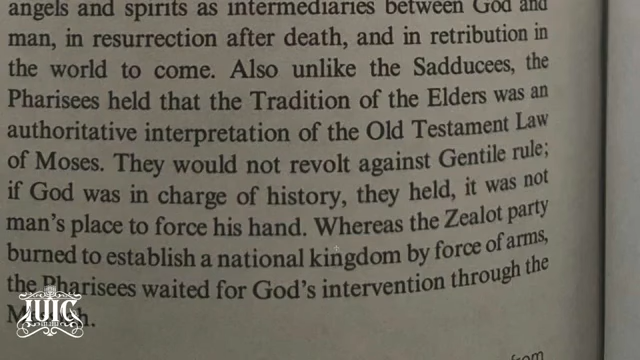 angels and spirits as intermediaries between God and
man, in resurrection after death, and in retribution in
the world to come. Also unlike the Sadducees, the
Pharisees held that the Tradition of the Elders was an
authoritative interpretation of the Old Testament Law
of Moses. They would not revolt against Gentile rule;
if God was in charge of history, they held, it was not
man's place to force his hand. Whereas the Zealot party
burned to establish a national kingdom by force of arms,
the Pharisees waited for God's intervention through the
IUIC
from